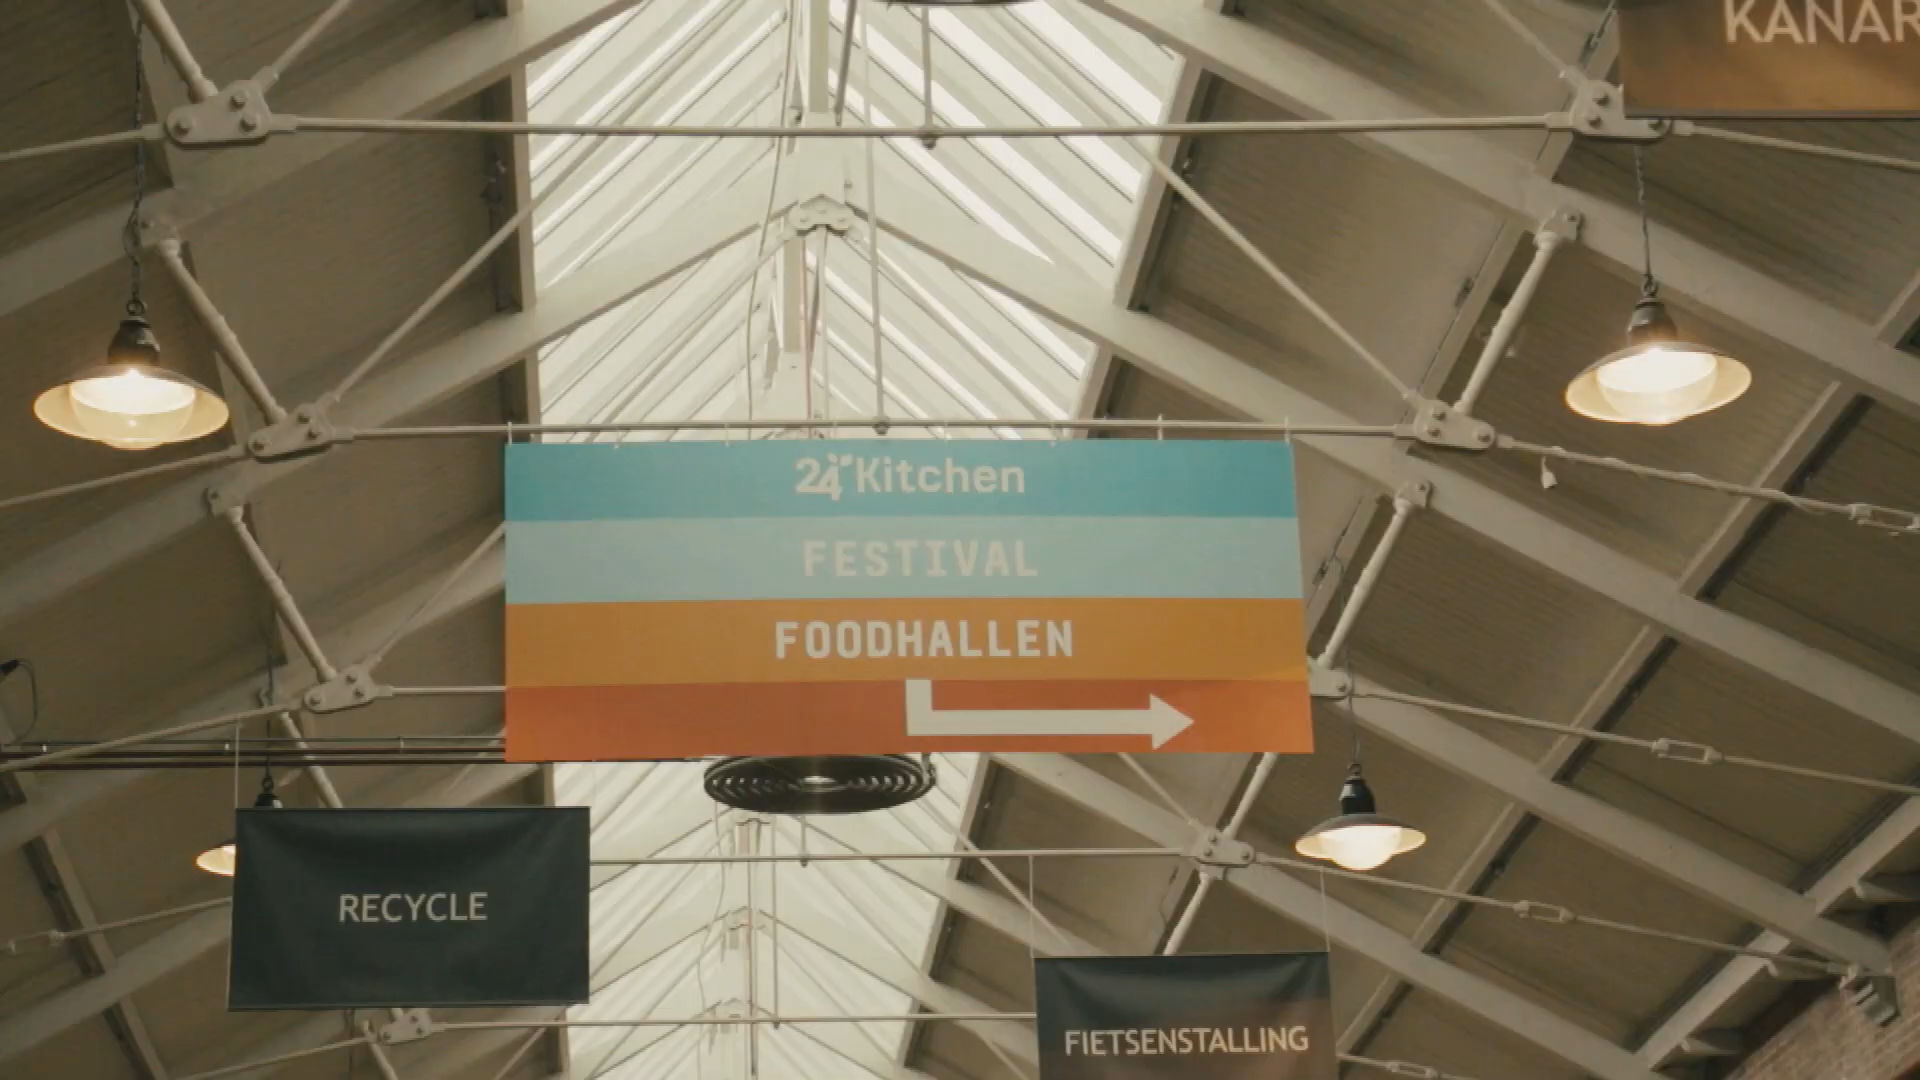 24Kitchen
FESTIVAL
FOODHALLEN
RECYCLE
FIETSENSTALLING